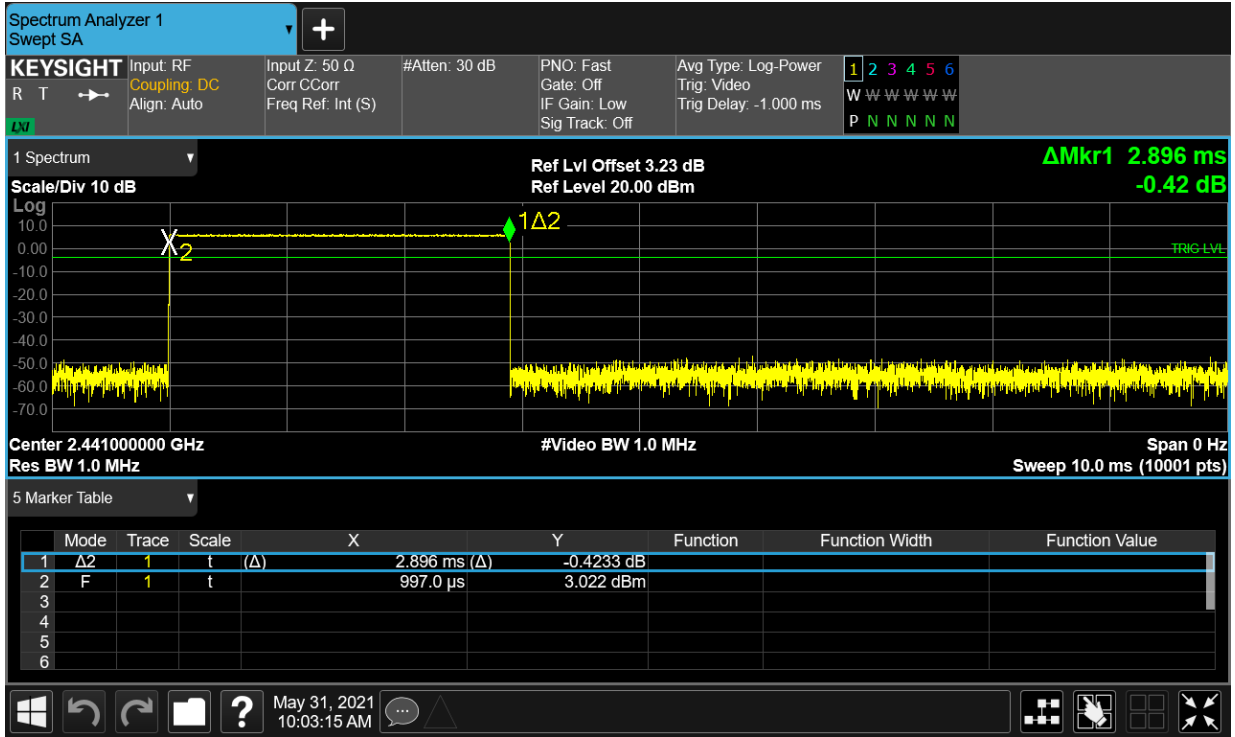 Spectrum Analyzer 1
Swept SA
KEYSIGHT
R T
LXI
Input: RF
Coupling: DC
Align: Auto
Input Z: 50 Ω
Corr CCorr
Freq Ref: Int (S)
#Atten: 30 dB
PNO: Fast
Gate: Off
IF Gain: Low
Sig Track: Off
Avg Type: Log-Power
Trig: Video
Trig Delay: -1.000 ms
1 2 3 4 5 6
W W W W W W
P N N N N N
1 Spectrum
Scale/Div 10 dB
Ref Lvl Offset 3.23 dB
Ref Level 20.00 dBm
ΔMkr1 2.896 ms
-0.42 dB
Log
10.0
0.00
-10.0
-20.0
-30.0
-40.0
-50.0
-60.0
-70.0
X
2
1Δ2
TRIG LVL
Center 2.441000000 GHz
Res BW 1.0 MHz
#Video BW 1.0 MHz
Span 0 Hz
Sweep 10.0 ms (10001 pts)
5 Marker Table
Mode Trace Scale X Y Function Function Width Function Value
1 Δ2 1 t (Δ) 2.896 ms (Δ) -0.4233 dB
2 F 1 t 997.0 µs 3.022 dBm
3
4
5
6
?
May 31, 2021
10:03:15 AM